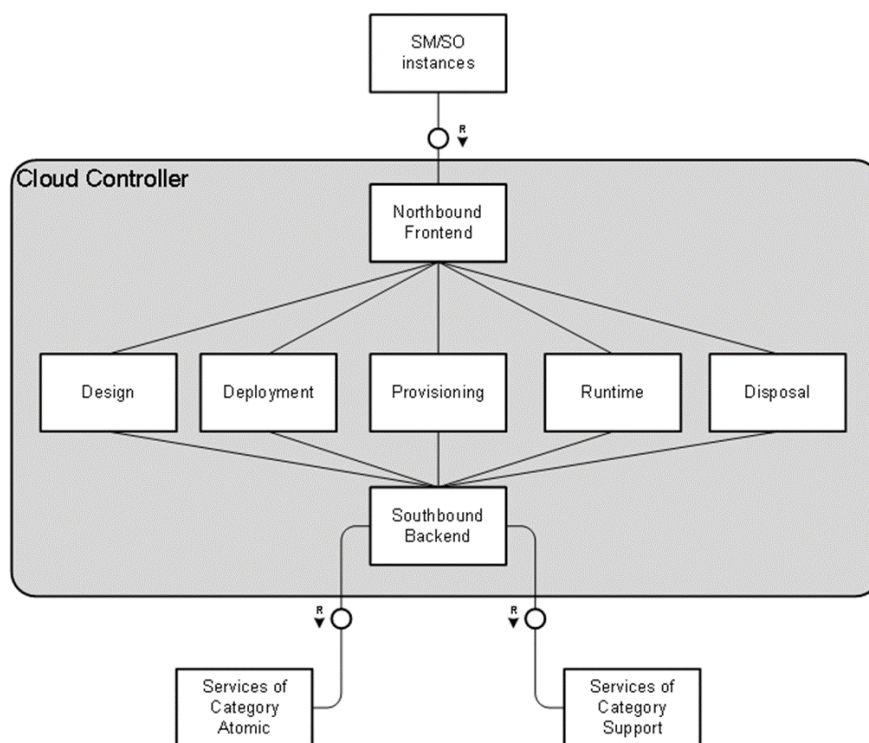 SM/SO
instances
R
Cloud Controller
Northbound
Frontend
Design
Deployment
Provisioning
Runtime
Disposal
Southbound
Backend
R
R
Services of
Category
Atomic
Services of
Category
Support